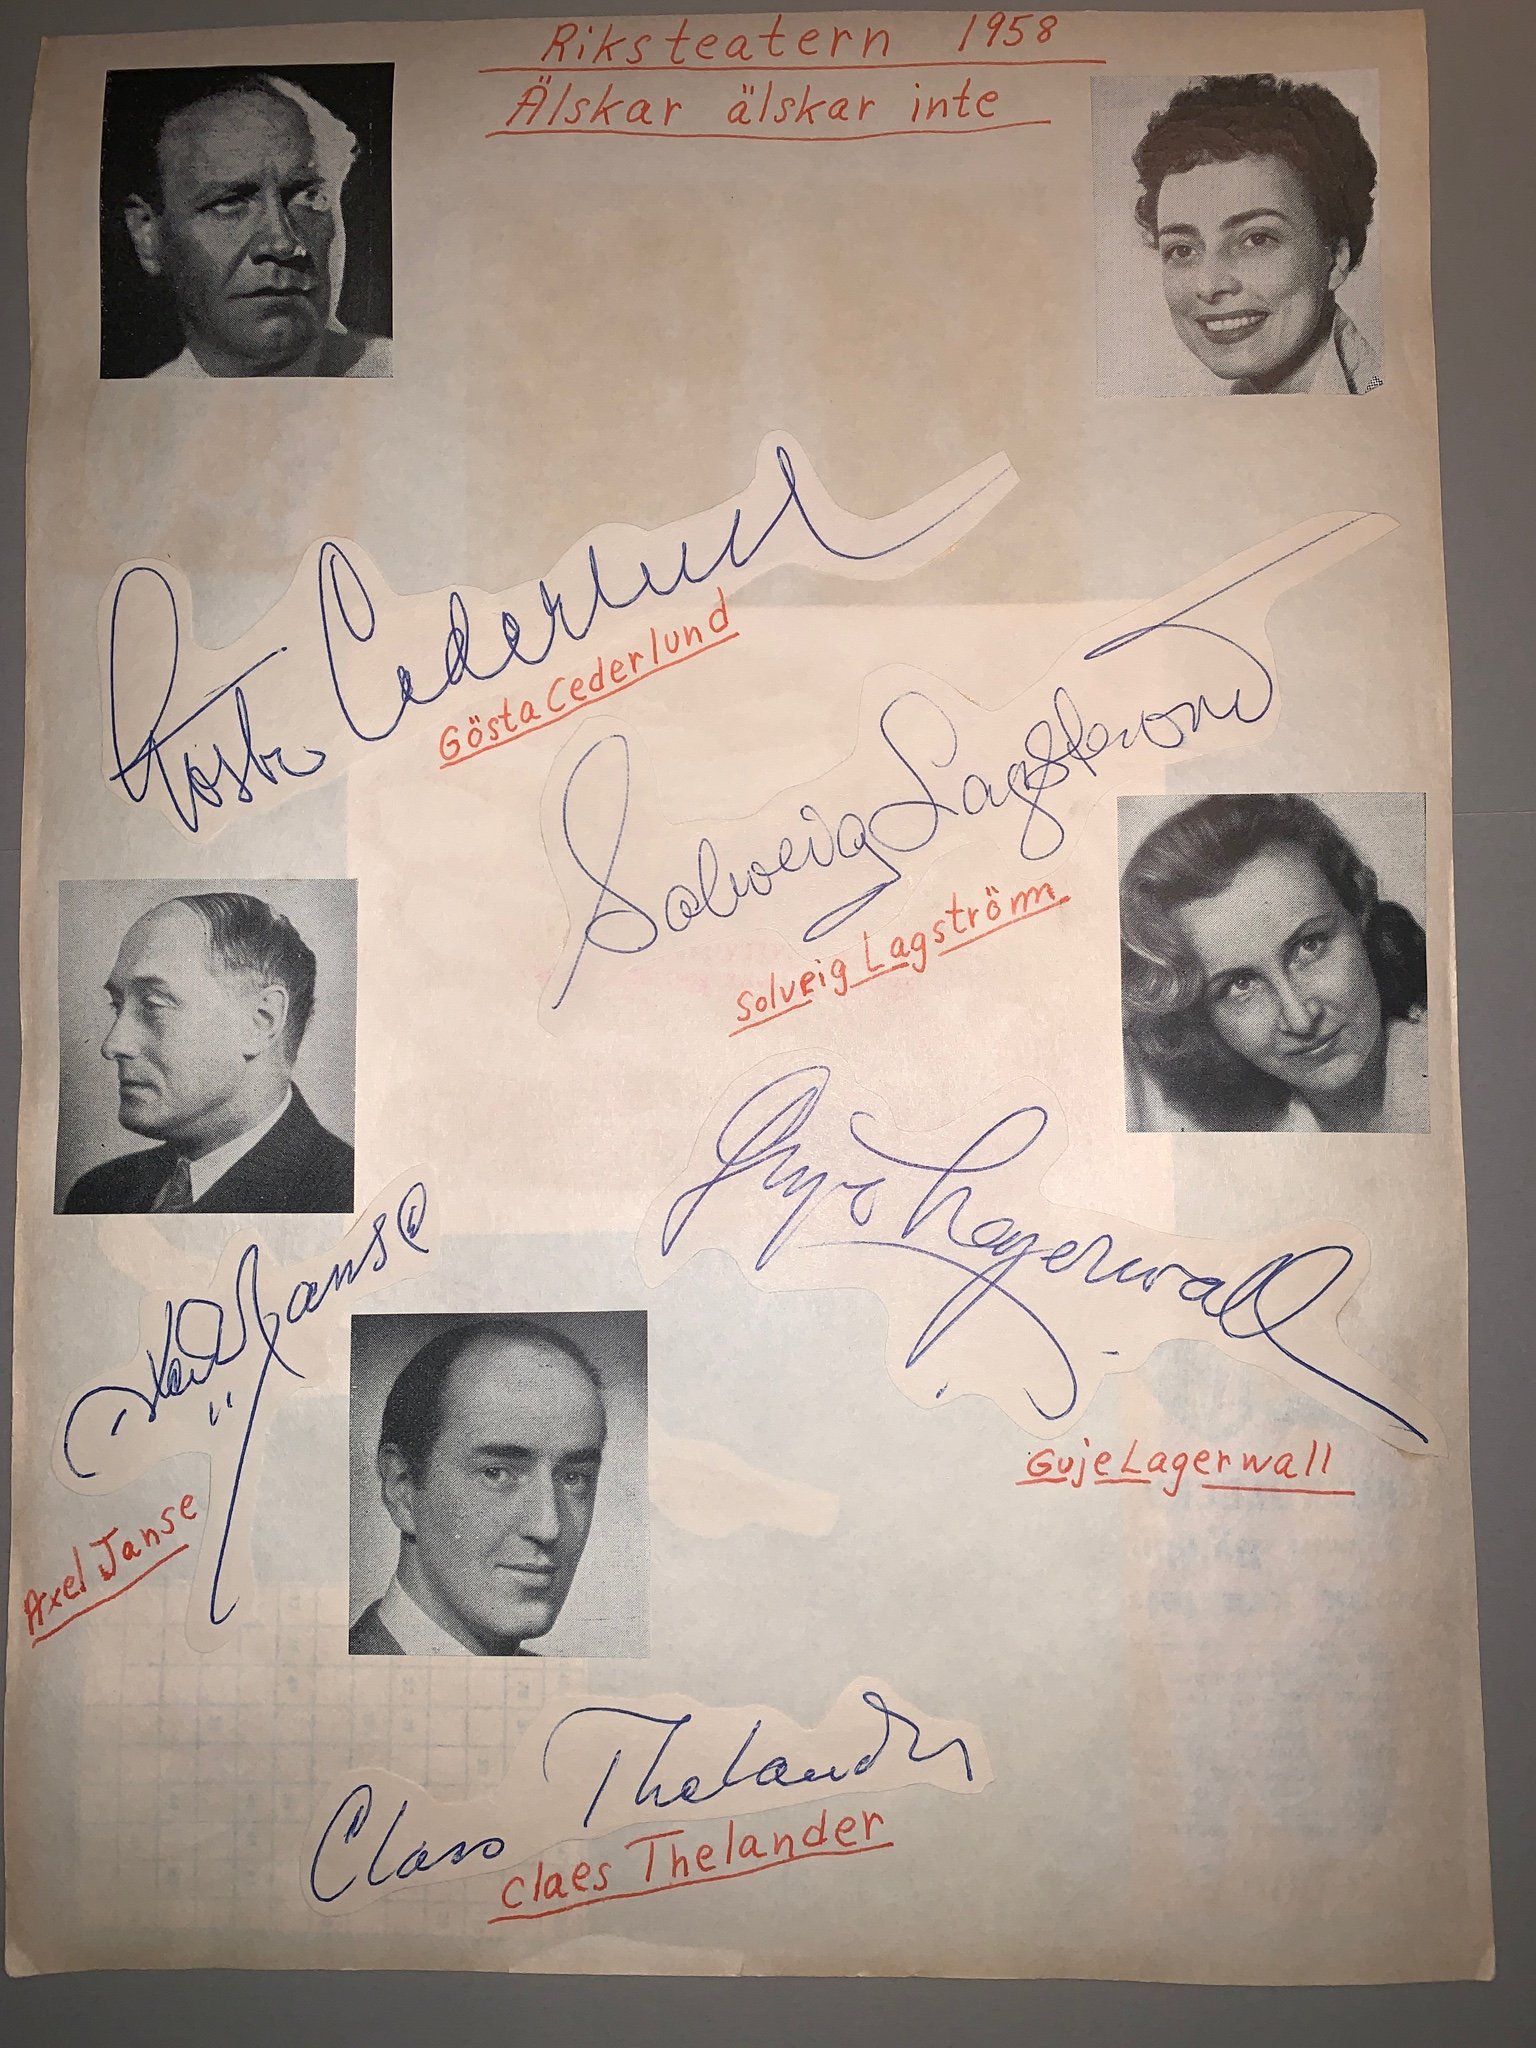 Riksteatern 1958
Älskar älskar inte
Gösta Cederlund
Gösta Cederlund
Solveig Lagström
Solveig Lagström
Guje Lagerwall
Guje Lagerwall
Axel Janse
Axel Janse
Claes Thelander
Claes Thelander